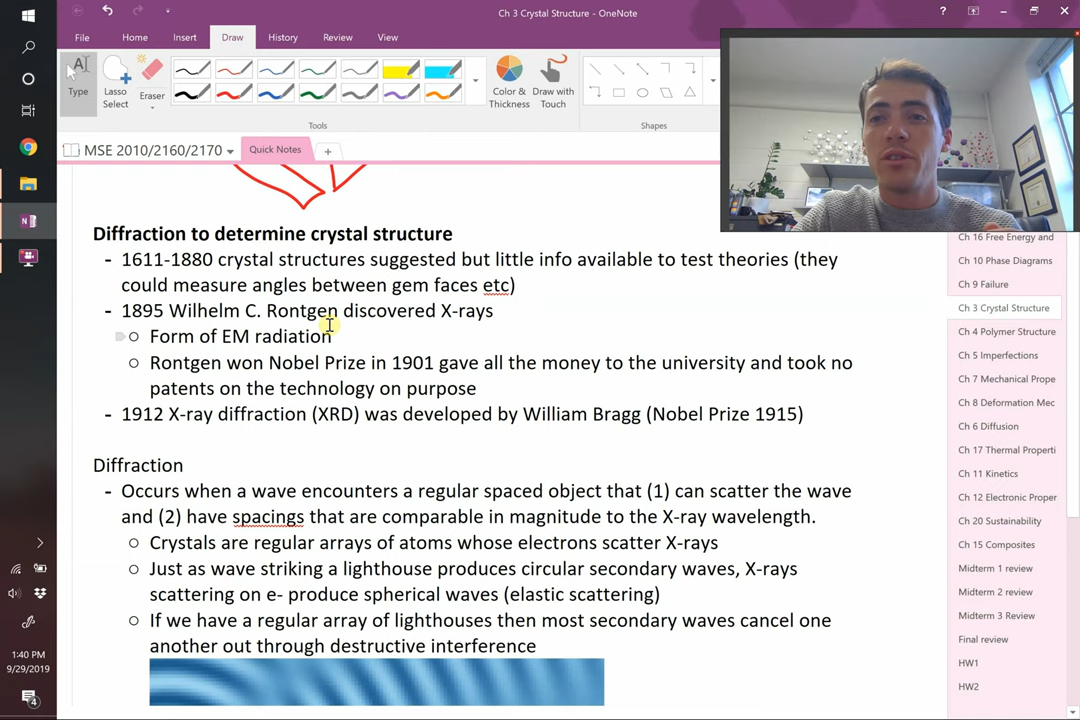 Ch 3 Crystal Structure - OneNote
?
File
Home
Insert
Draw
History
Review
View
A
Type
Lasso Select
Eraser
Color & Thickness
Draw with Touch
Tools
Shapes
MSE 2010/2160/2170
Quick Notes
+
Diffraction to determine crystal structure
- 1611-1880 crystal structures suggested but little info available to test theories (they
could measure angles between gem faces etc)
- 1895 Wilhelm C. Rontgen discovered X-rays
Form of EM radiation
Rontgen won Nobel Prize in 1901 gave all the money to the university and took no
patents on the technology on purpose
- 1912 X-ray diffraction (XRD) was developed by William Bragg (Nobel Prize 1915)
Diffraction
- Occurs when a wave encounters a regular spaced object that (1) can scatter the wave
and (2) have spacings that are comparable in magnitude to the X-ray wavelength.
Crystals are regular arrays of atoms whose electrons scatter X-rays
Just as wave striking a lighthouse produces circular secondary waves, X-rays
scattering on e- produce spherical waves (elastic scattering)
If we have a regular array of lighthouses then most secondary waves cancel one
another out through destructive interference
Ch 16 Free Energy and
Ch 10 Phase Diagrams
Ch 9 Failure
Ch 3 Crystal Structure
Ch 4 Polymer Structure
Ch 5 Imperfections
Ch 7 Mechanical Prope
Ch 8 Deformation Mec
Ch 6 Diffusion
Ch 17 Thermal Properti
Ch 11 Kinetics
Ch 12 Electronic Proper
Ch 20 Sustainability
Ch 15 Composites
Midterm 1 review
Midterm 2 review
Midterm 3 Review
Final review
HW1
HW2
1:40 PM
9/29/2019
4